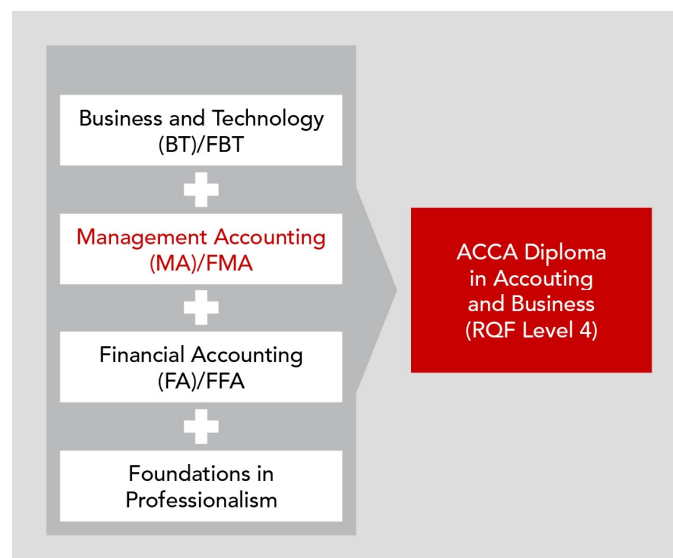 Business and Technology
(BT)/FBT
Management Accounting
(MA)/FMA
Financial Accounting
(FA)/FFA
Foundations in
Professionalism
ACCA Diploma
in Accouting
and Business
(RQF Level 4)